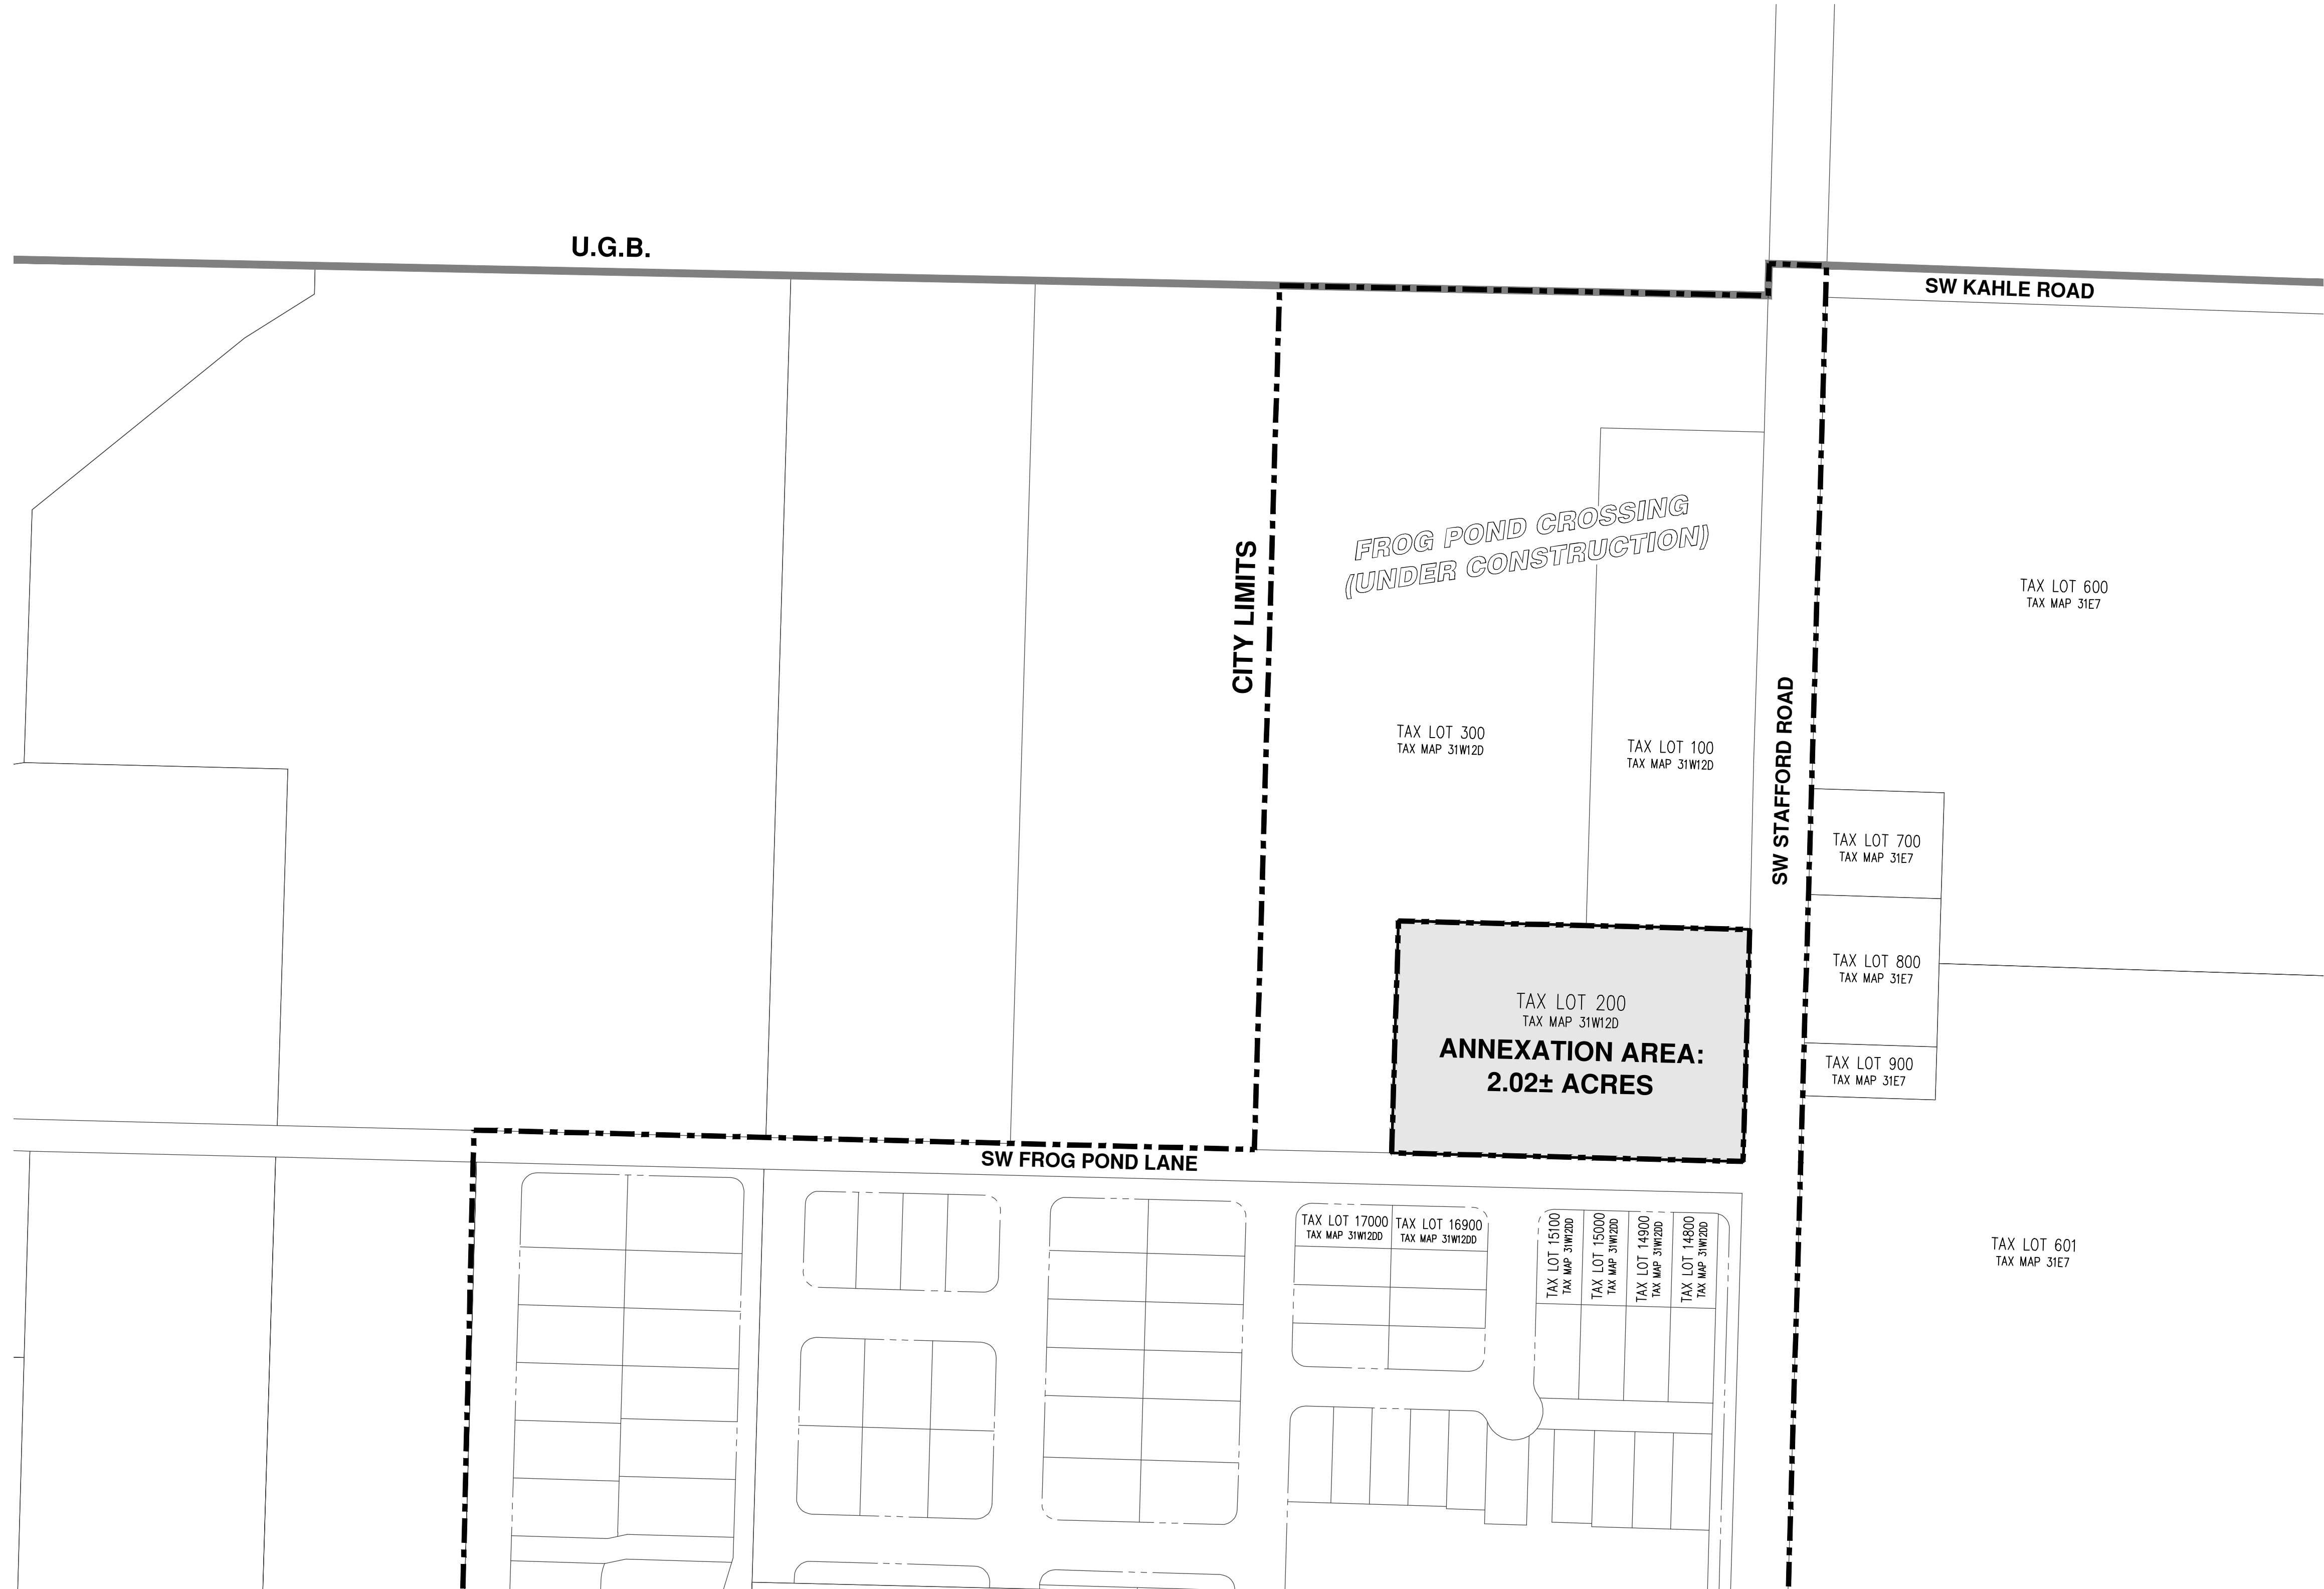 U.G.B.
SW KAHLE ROAD
CITY LIMITS
FROG POND CROSSING
(UNDER CONSTRUCTION)
TAX LOT 600
TAX MAP 31E7
TAX LOT 300
TAX MAP 31W12D
TAX LOT 100
TAX MAP 31W12D
SW STAFFORD ROAD
TAX LOT 700
TAX MAP 31E7
TAX LOT 800
TAX MAP 31E7
TAX LOT 200
TAX MAP 31W12D
ANNEXATION AREA:
2.02± ACRES
TAX LOT 900
TAX MAP 31E7
SW FROG POND LANE
TAX LOT 17000
TAX MAP 31W12DD
TAX LOT 16900
TAX MAP 31W12DD
TAX LOT 15100
TAX MAP 31W12DD
TAX LOT 15000
TAX MAP 31W12DD
TAX LOT 14900
TAX MAP 31W12DD
TAX LOT 14800
TAX MAP 31W12DD
TAX LOT 601
TAX MAP 31E7